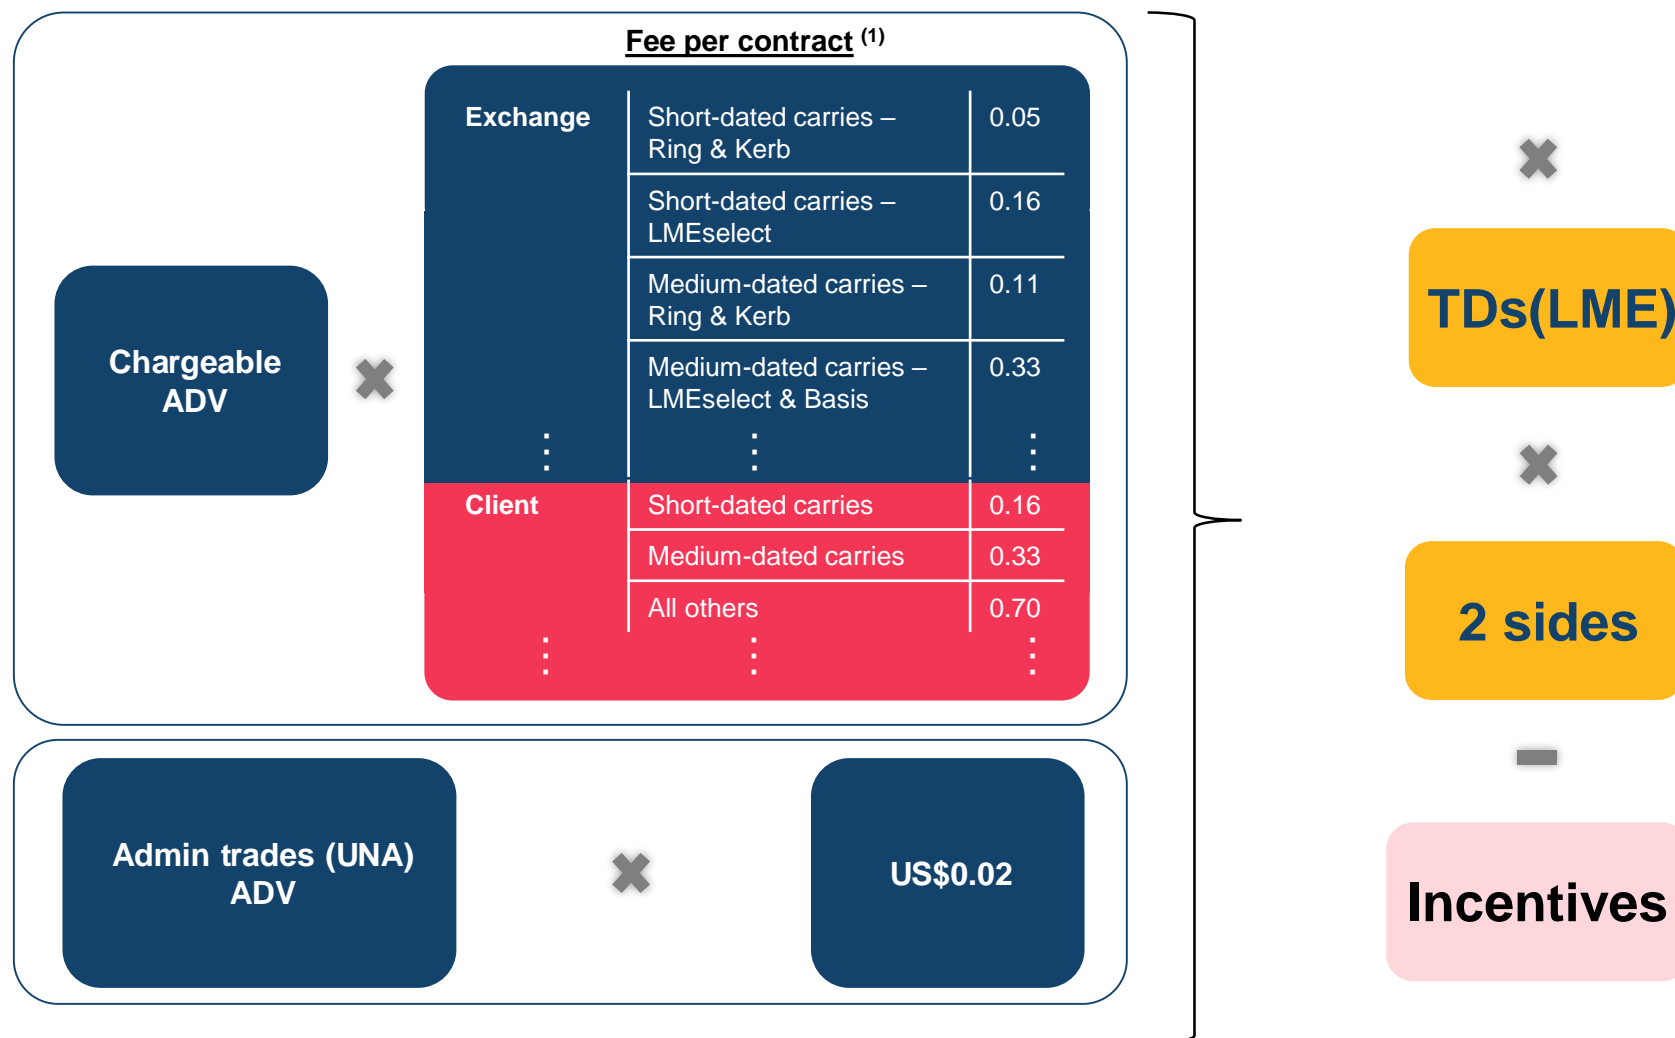 Fee per contract (1)
Exchange
Short-dated carries –
Ring & Kerb
0.05
Short-dated carries –
LMEselect
0.16
Medium-dated carries –
Ring & Kerb
0.11
Medium-dated carries –
LMEselect & Basis
0.33
Client
Short-dated carries
0.16
Medium-dated carries
0.33
All others
0.70
Chargeable
ADV
Admin trades (UNA)
ADV
US$0.02
TDs(LME)
2 sides
Incentives